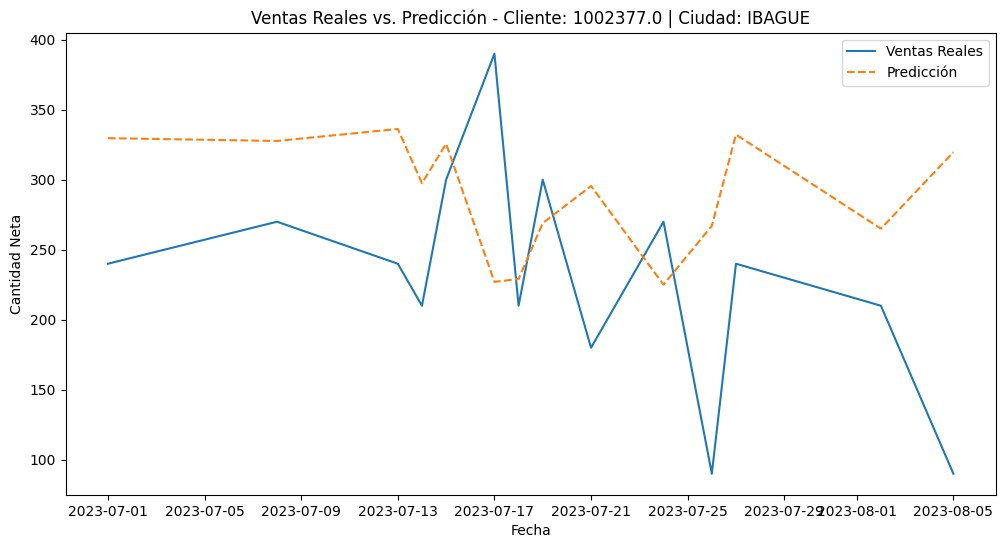 Ventas Reales vs. Predicción - Cliente: 1002377.0 | Ciudad: IBAGUE
Ventas Reales
Predicción
Cantidad Neta
400
350
300
250
200
150
100
2023-07-01 2023-07-05 2023-07-09 2023-07-13 2023-07-17 2023-07-21 2023-07-25 2023-07-29 2023-08-01 2023-08-05
Fecha